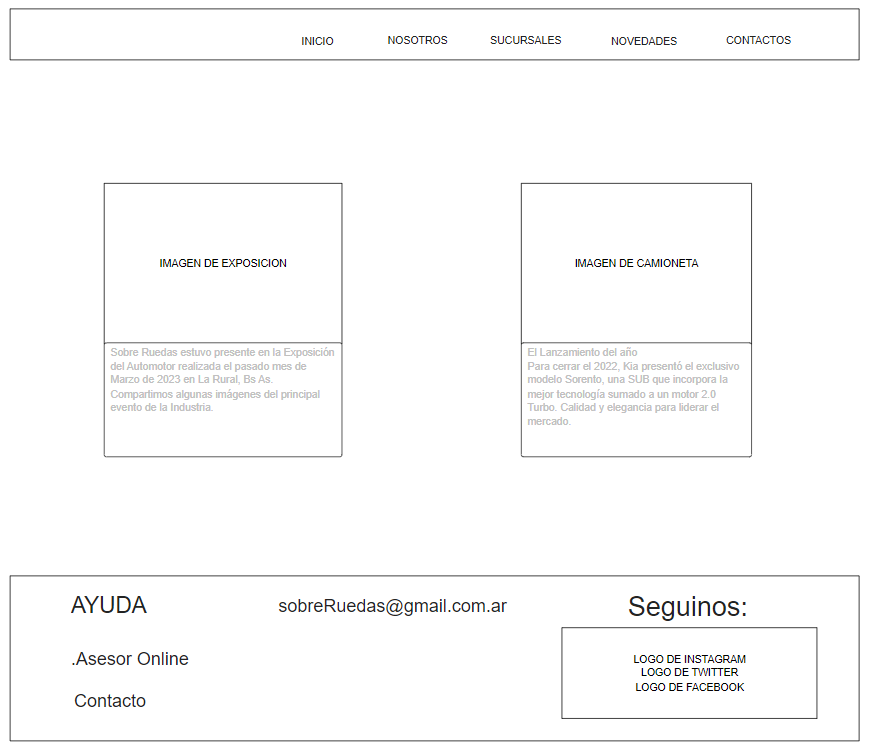 INICIO NOSOTROS SUCURSALES NOVEDADES CONTACTOS
IMAGEN DE EXPOSICION
Sobre Ruedas estuvo presente en la Exposición
del Automotor realizada el pasado mes de
Marzo de 2023 en La Rural, Bs As.
Compartimos algunas imágenes del principal
evento de la Industria.
IMAGEN DE CAMIONETA
El Lanzamiento del año
Para cerrar el 2022, Kia presentó el exclusivo
modelo Sorento, una SUB que incorpora la
mejor tecnología sumado a un motor 2.0
Turbo. Calidad y elegancia para liderar el
mercado.
AYUDA
.Asesor Online
Contacto
sobreRuedas@gmail.com.ar
Seguinos:
LOGO DE INSTAGRAM
LOGO DE TWITTER
LOGO DE FACEBOOK